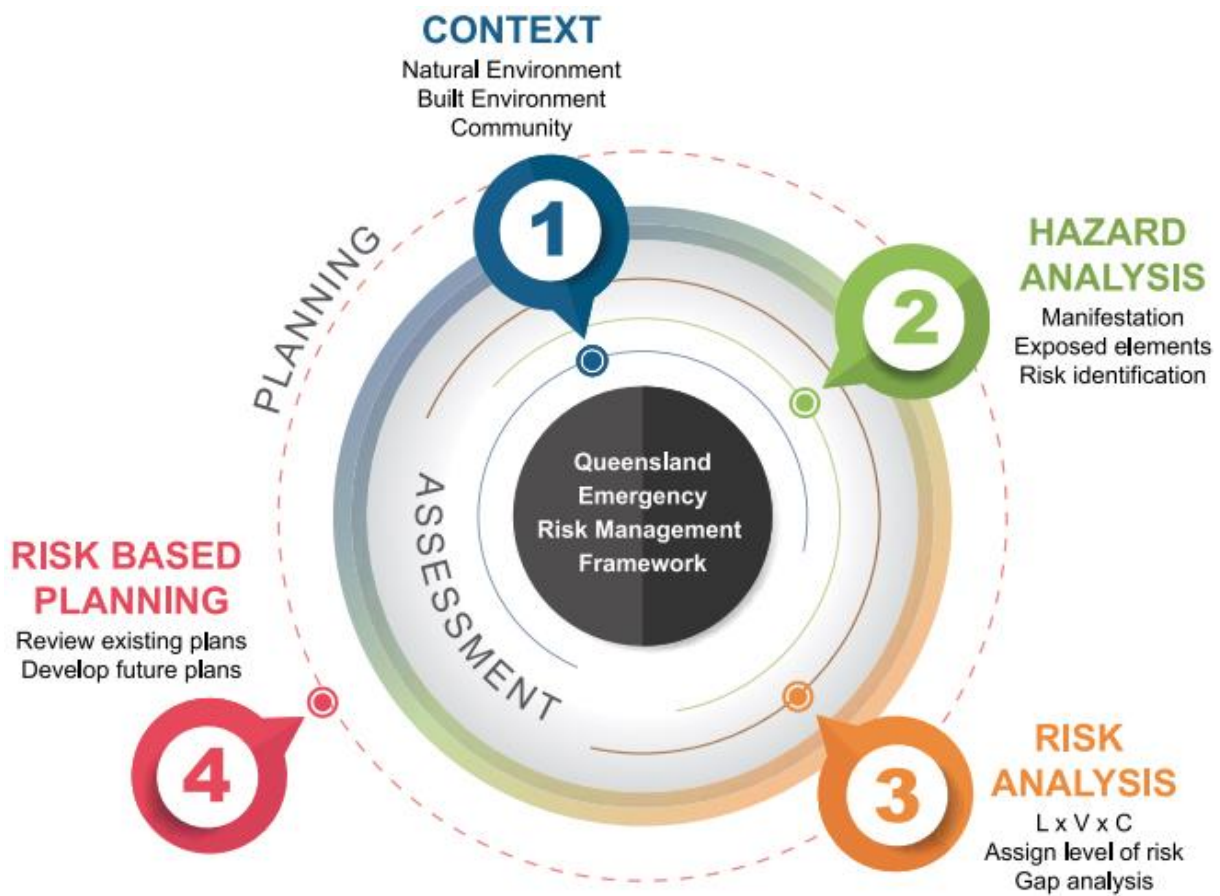 CONTEXT
Natural Environment
Built Environment
Community
1
PLANNING
2
HAZARD
ANALYSIS
Manifestation
Exposed elements
Risk identification
Queensland
Emergency
Risk Management
Framework
ASSESSMENT
RISK BASED
PLANNING
Review existing plans
Develop future plans
4
3
RISK
ANALYSIS
L x V x C
Assign level of risk
Gap analysis